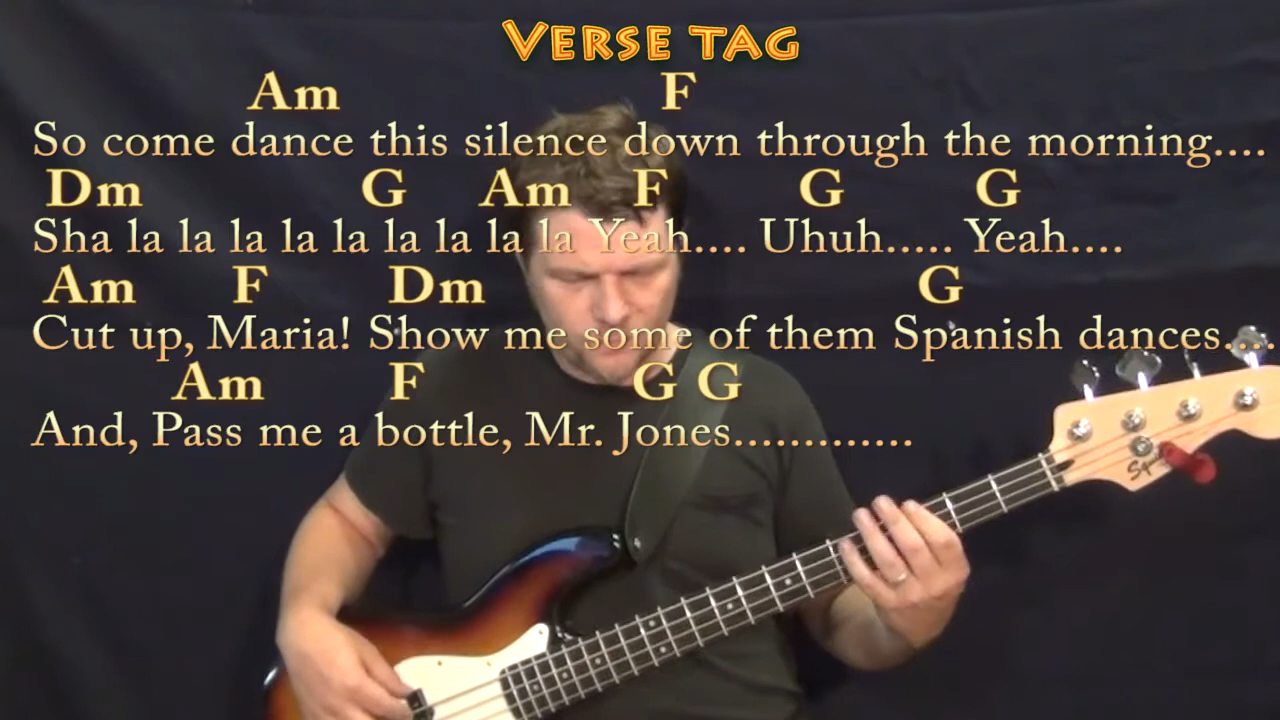 VERSE TAG
Am F
So come dance this silence down through the morning....
Dm G Am F G G
Sha la la la la la la la la la la Yeah.... Uhuh..... Yeah....
Am F Dm G
Cut up, Maria! Show me some of them Spanish dances....
Am F G G
And, Pass me a bottle, Mr. Jones.............